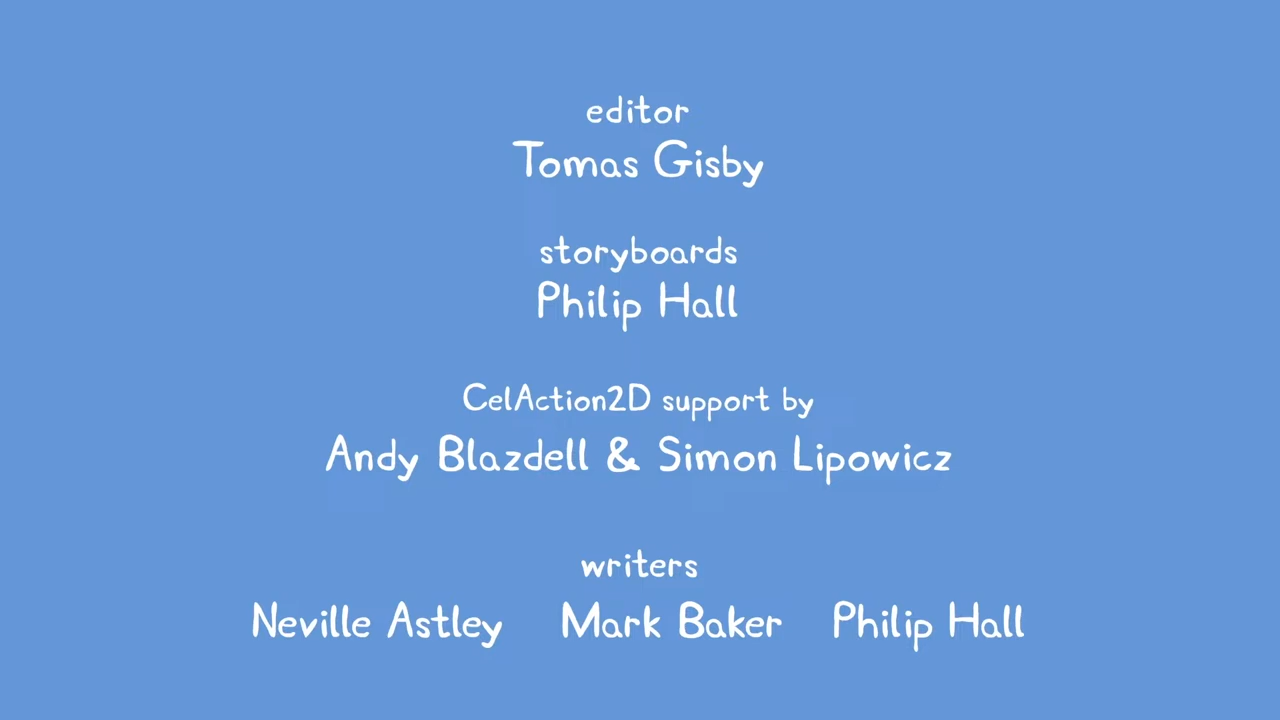 editor
Tomas Gisby
storyboards
Philip Hall
CelAction2D support by
Andy Blazdell & Simon Lipowicz
writers
Neville Astley Mark Baker Philip Hall